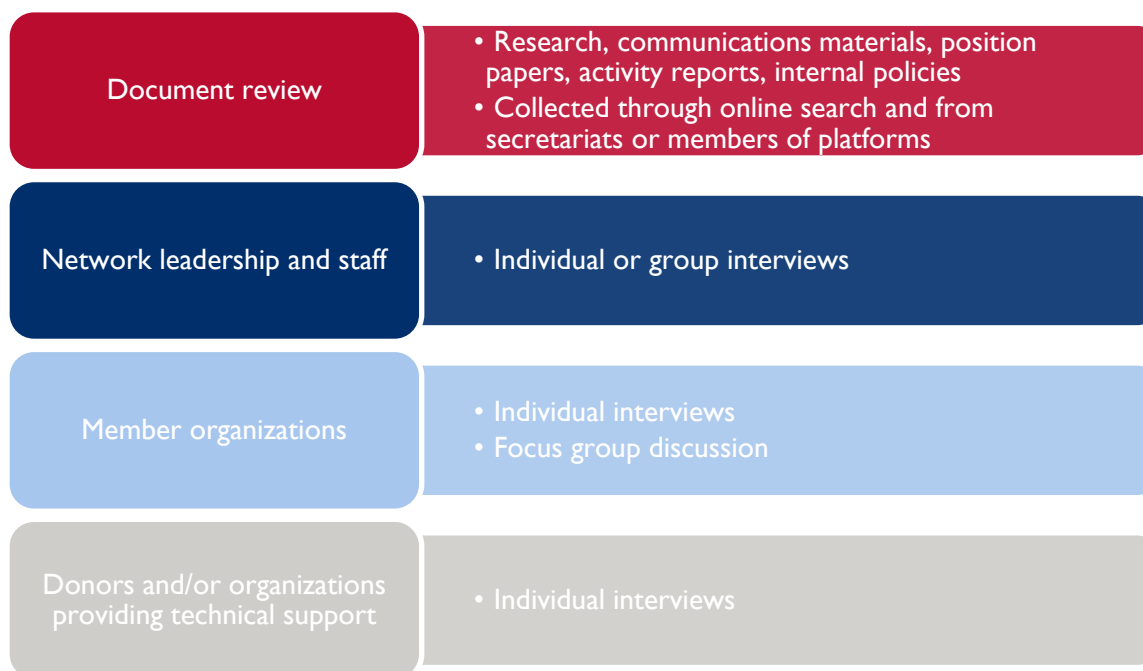 Document review
• Research, communications materials, position
papers, activity reports, internal policies
• Collected through online search and from
secretariats or members of platforms
Network leadership and staff
• Individual or group interviews
Member organizations
• Individual interviews
• Focus group discussion
Donors and/or organizations
providing technical support
• Individual interviews